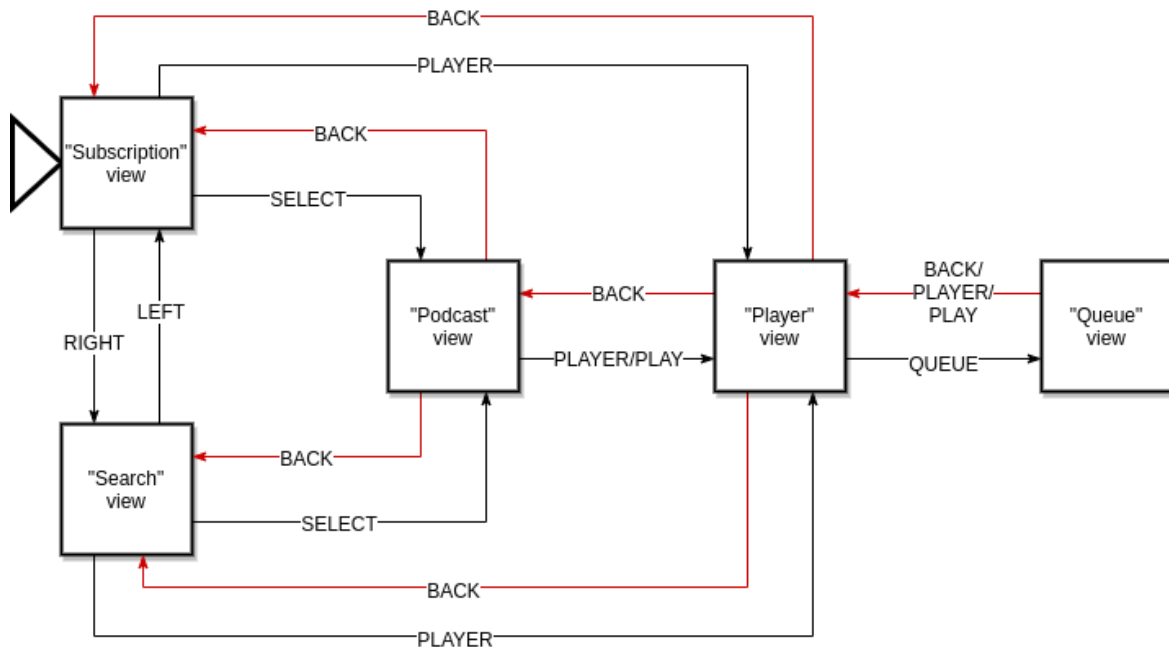 BACK
PLAYER
BACK
"Subscription"
view
SELECT
BACK/
PLAYER/
PLAY
BACK
LEFT
"Podcast"
view
"Player"
view
"Queue"
view
RIGHT
PLAYER/PLAY
QUEUE
BACK
"Search"
view
SELECT
BACK
PLAYER